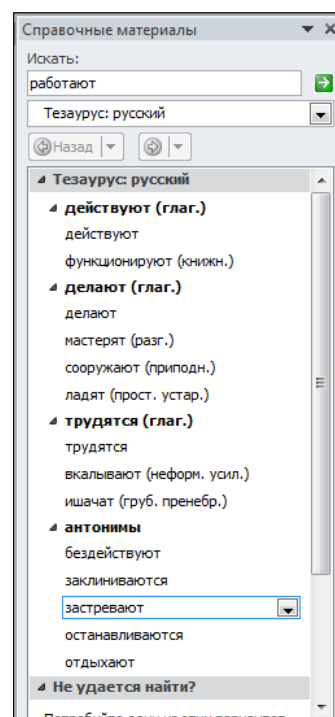 Справочные материалы
Искать:
работают
Тезаурус: русский
Назад
Тезаурус: русский
действуют (глаг.)
действуют
функционируют (книжн.)
делают (глаг.)
делают
мастерят (разг.)
сооружают (приподн.)
ладят (прост. устар.)
трудятся (глаг.)
трудятся
вкалывают (неформ. усил.)
ишачат (груб. пренебр.)
антонимы
бездействуют
заклиниваются
застревают
останавливаются
отдыхают
Не удается найти?